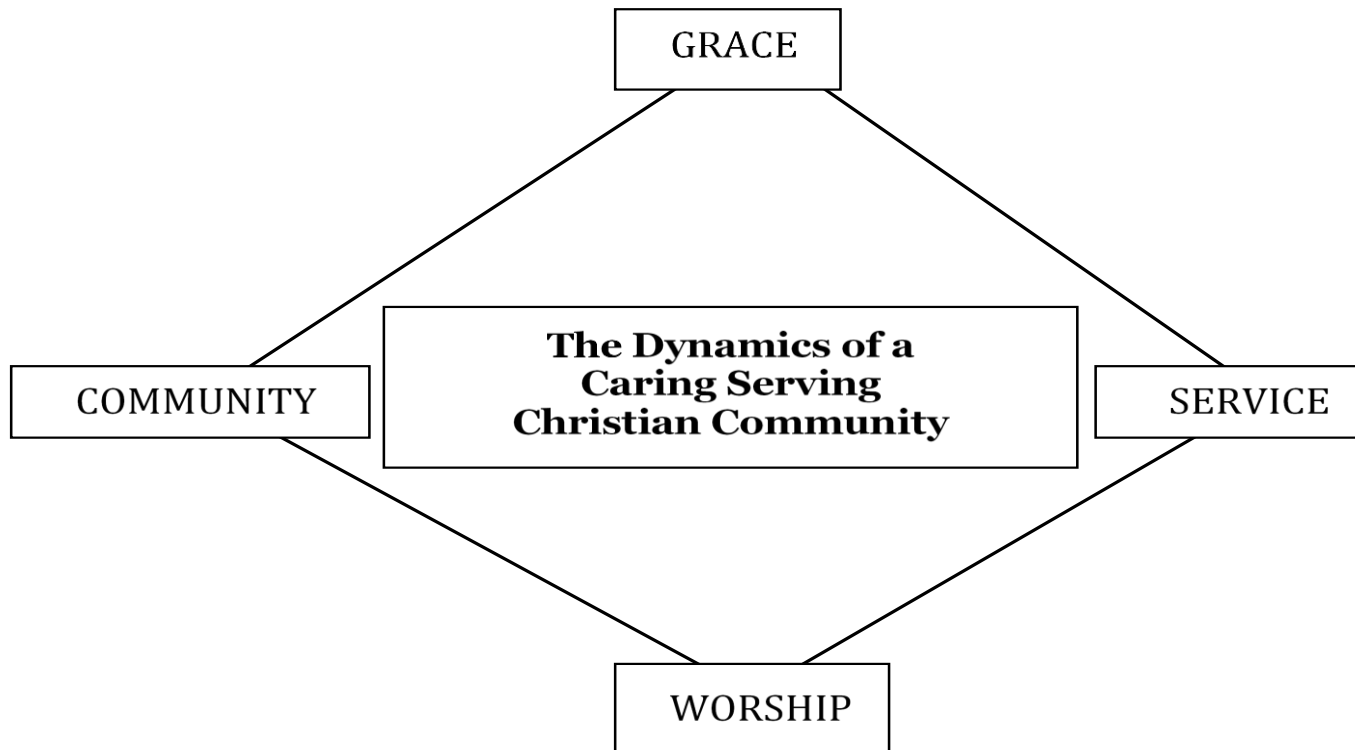 GRACE
The Dynamics of a
Caring Serving
Christian Community
COMMUNITY
SERVICE
WORSHIP